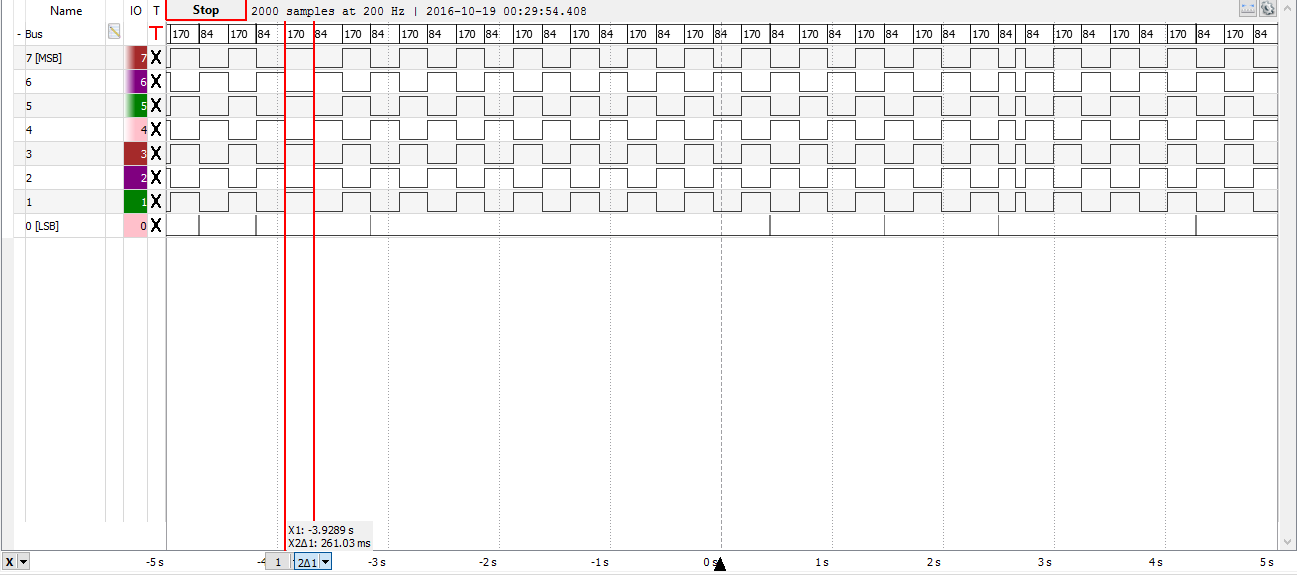 Name IO T Stop 2000 samples at 200 Hz | 2016-10-19 00:29:54.408
- Bus T 170 84 170 84 170 84 170 84 170 84 170 84 170 84 170 84 170 84 170 84 170 84 170 84 170 84 170 84 170 84 84 170 84 170 84 170 84 170 84
7 [MSB] 7 X
6 6 X
5 5 X
4 4 X
3 3 X
2 2 X
1 1 X
0 [LSB] 0 X
X1: -3.9289 s
X2Δ1: 261.03 ms
X -5 s -4 1 2Δ1 -3 s -2 s -1 s 0 s 1 s 2 s 3 s 4 s 5 s